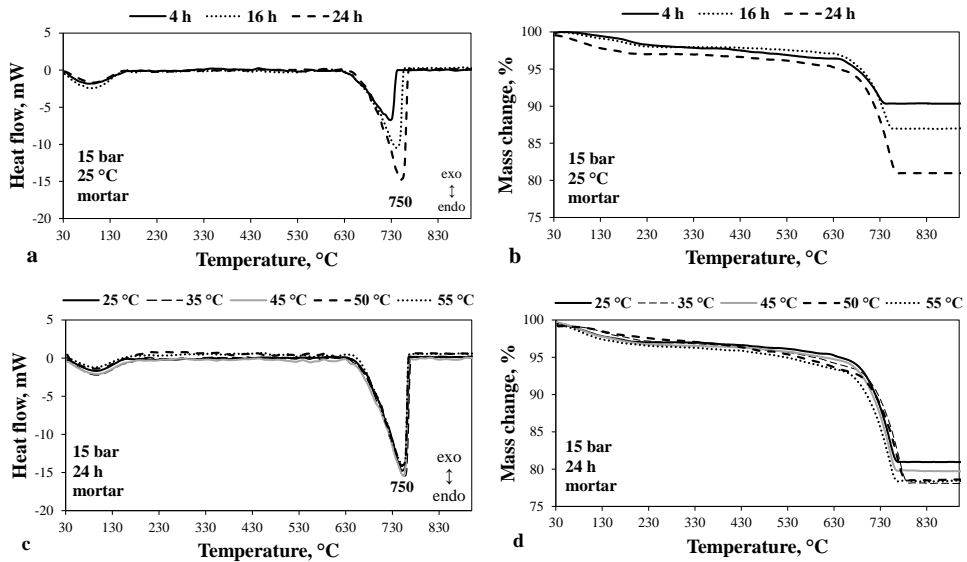 4 h 16 h 24 h
5
0
-5
-10
-15
-20
Heat flow, mW
15 bar
25 °C
mortar
750
exo
↕
endo
30 130 230 330 430 530 630 730 830
Temperature, °C
a
4 h 16 h 24 h
100
95
90
85
80
75
Mass change, %
15 bar
25 °C
mortar
30 130 230 330 430 530 630 730 830
Temperature, °C
b
25 °C 35 °C 45 °C 50 °C 55 °C
5
0
-5
-10
-15
-20
Heat flow, mW
15 bar
24 h
mortar
750
exo
↕
endo
30 130 230 330 430 530 630 730 830
Temperature, °C
c
25 °C 35 °C 45 °C 50 °C 55 °C
100
95
90
85
80
75
Mass change, %
15 bar
24 h
mortar
30 130 230 330 430 530 630 730 830
Temperature, °C
d